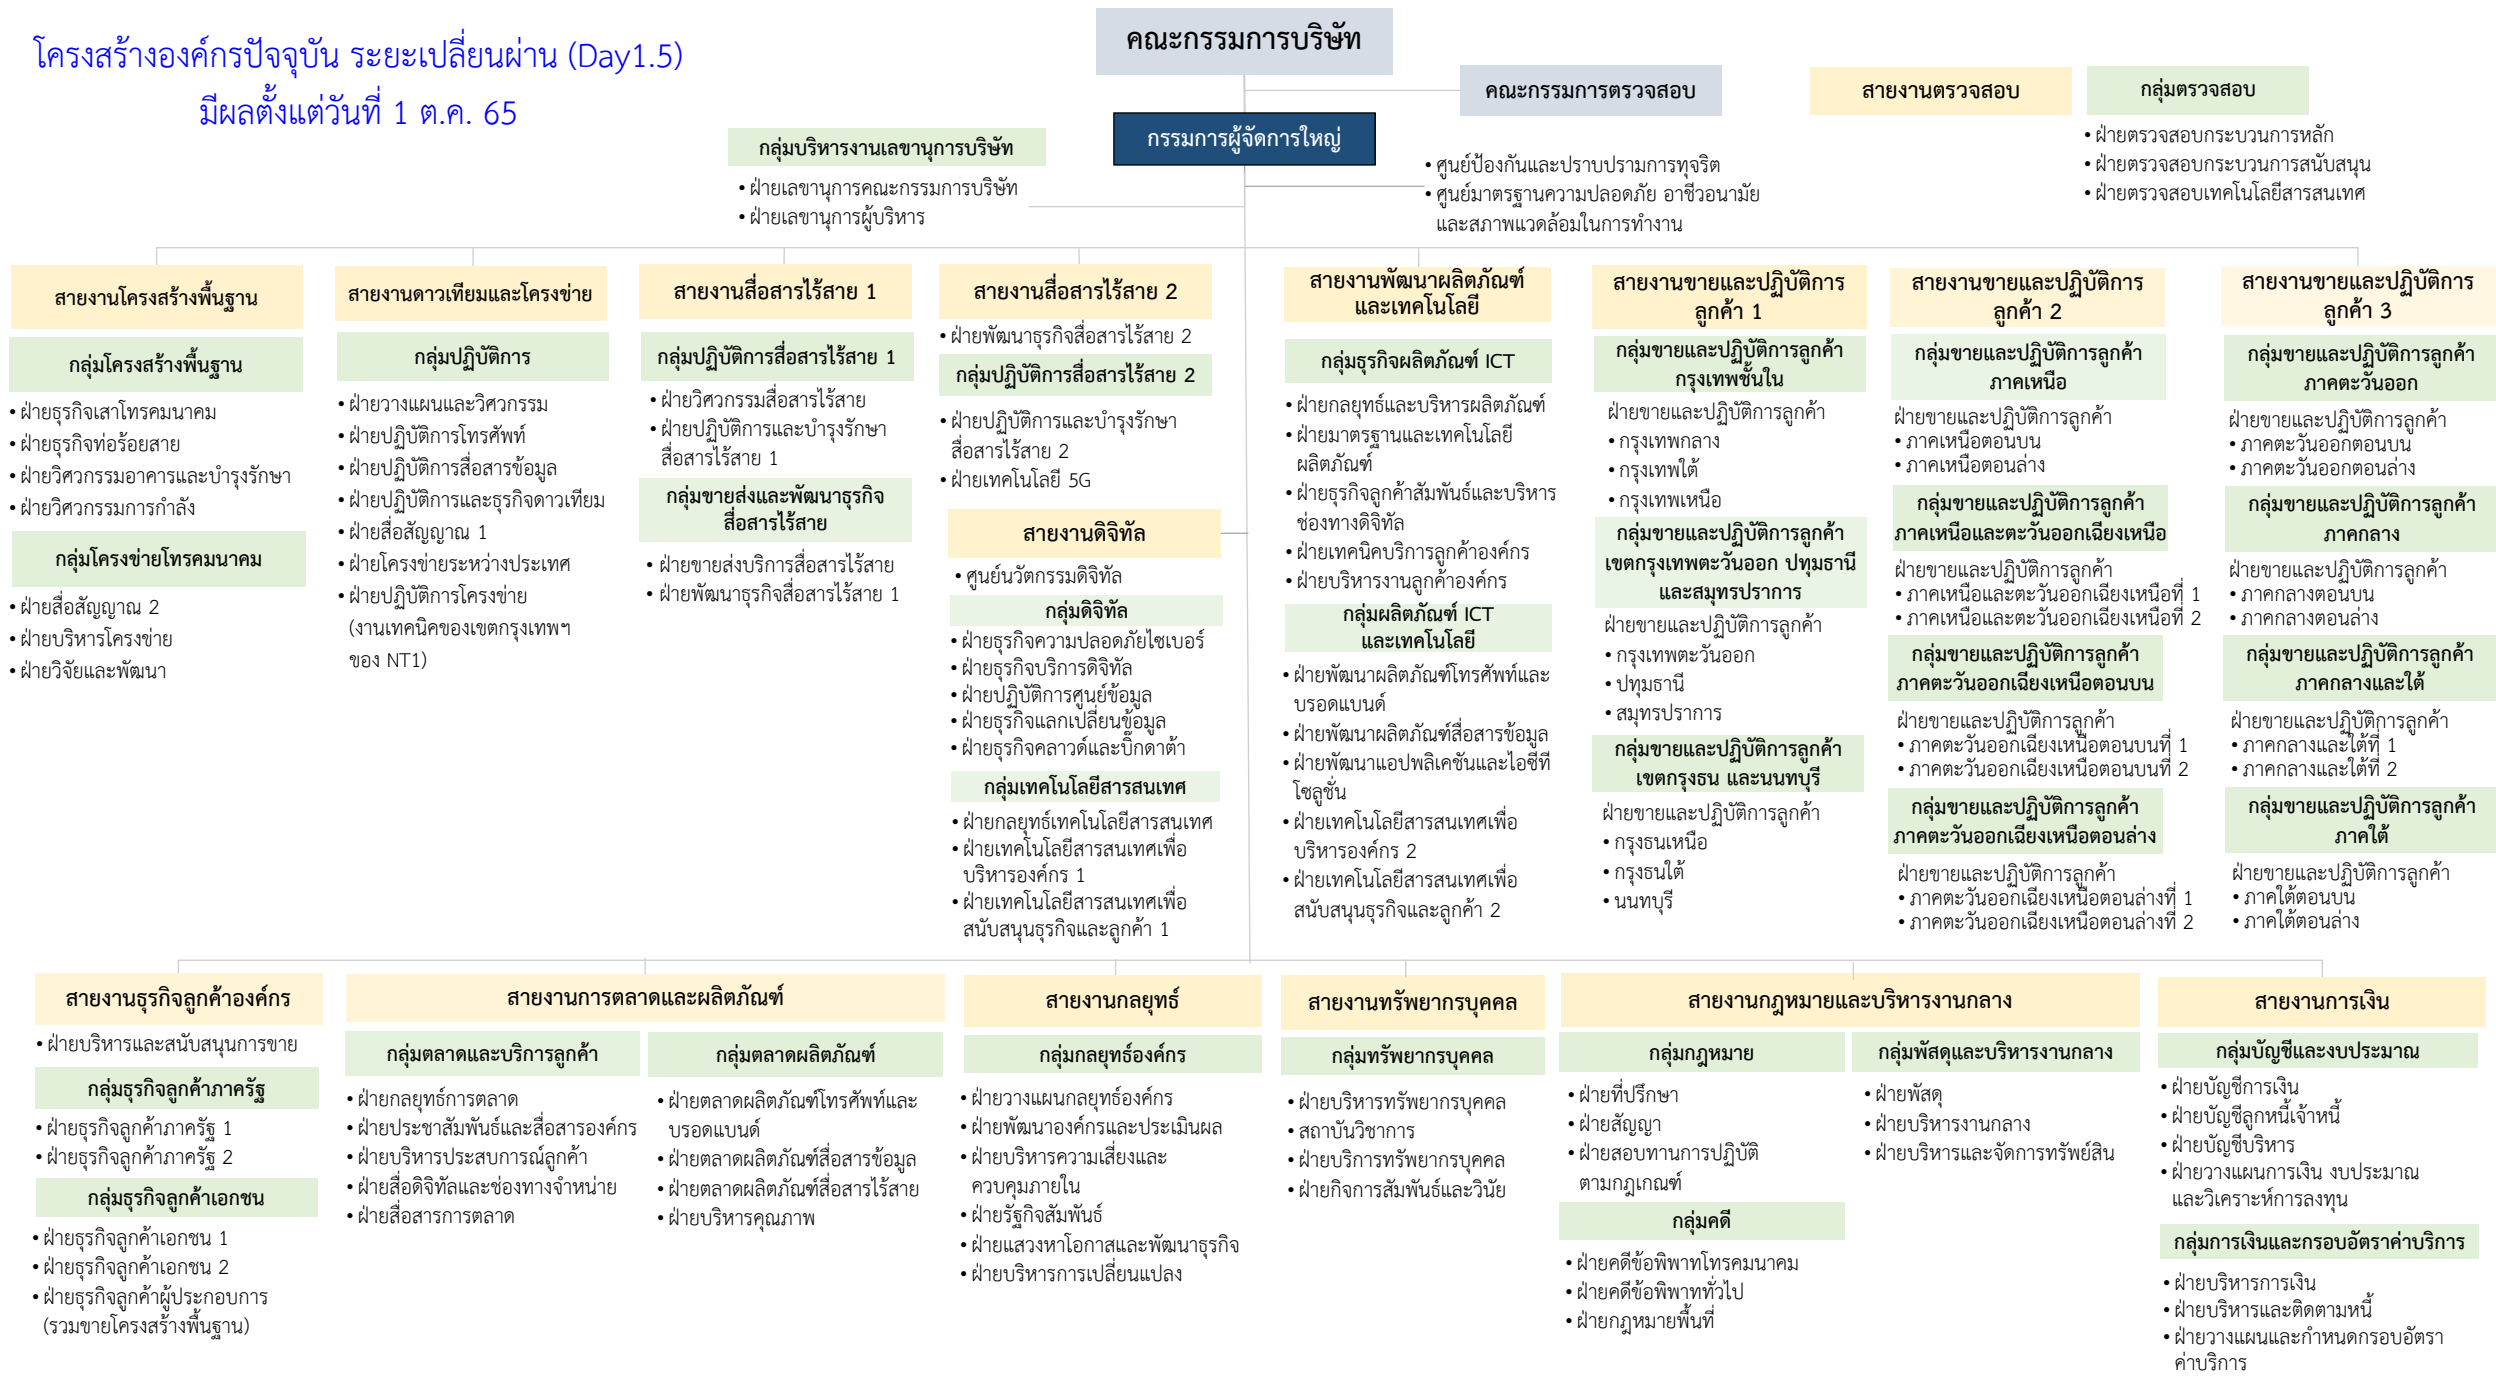 โครงสร้างองค์กรปัจจุบัน ระยะเปลี่ยนผ่าน (Day1.5)
มีผลตั้งแต่วันที่ 1 ต.ค. 65
คณะกรรมการบริษัท
คณะกรรมการตรวจสอบ
สายงานตรวจสอบ
กลุ่มตรวจสอบ
• ฝ่ายตรวจสอบกระบวนการหลัก
• ฝ่ายตรวจสอบกระบวนการสนับสนุน
• ฝ่ายตรวจสอบเทคโนโลยีสารสนเทศ
กรรมการผู้จัดการใหญ่
กลุ่มบริหารงานเลขานุการบริษัท
• ฝ่ายเลขานุการคณะกรรมการบริษัท
• ฝ่ายเลขานุการผู้บริหาร
• ศูนย์ป้องกันและปราบปรามการทุจริต
• ศูนย์มาตรฐานความปลอดภัย อาชีวอนามัย
และสภาพแวดล้อมในการทำงาน
สายงานโครงสร้างพื้นฐาน
กลุ่มโครงสร้างพื้นฐาน
• ฝ่ายธุรกิจเสาโทรคมนาคม
• ฝ่ายธุรกิจท่อร้อยสาย
• ฝ่ายวิศวกรรมอาคารและบำรุงรักษา
• ฝ่ายวิศวกรรมการกำลัง
กลุ่มโครงข่ายโทรคมนาคม
• ฝ่ายสื่อสัญญาณ 2
• ฝ่ายบริหารโครงข่าย
• ฝ่ายวิจัยและพัฒนา
สายงานดาวเทียมและโครงข่าย
กลุ่มปฏิบัติการ
• ฝ่ายวางแผนและวิศวกรรม
• ฝ่ายปฏิบัติการโทรศัพท์
• ฝ่ายปฏิบัติการสื่อสารข้อมูล
• ฝ่ายปฏิบัติการและธุรกิจดาวเทียม
• ฝ่ายสื่อสัญญาณ 1
• ฝ่ายโครงข่ายระหว่างประเทศ
• ฝ่ายปฏิบัติการโครงข่าย
(งานเทคนิคของเขตกรุงเทพฯ
ของ NT1)
สายงานสื่อสารไร้สาย 1
กลุ่มปฏิบัติการสื่อสารไร้สาย 1
• ฝ่ายวิศวกรรมสื่อสารไร้สาย
• ฝ่ายปฏิบัติการและบำรุงรักษา
สื่อสารไร้สาย 1
กลุ่มขายส่งและพัฒนาธุรกิจ
สื่อสารไร้สาย
• ฝ่ายขายส่งบริการสื่อสารไร้สาย
• ฝ่ายพัฒนาธุรกิจสื่อสารไร้สาย 1
สายงานสื่อสารไร้สาย 2
• ฝ่ายพัฒนาธุรกิจสื่อสารไร้สาย 2
กลุ่มปฏิบัติการสื่อสารไร้สาย 2
• ฝ่ายปฏิบัติการและบำรุงรักษา
สื่อสารไร้สาย 2
• ฝ่ายเทคโนโลยี 5G
สายงานดิจิทัล
• ศูนย์นวัตกรรมดิจิทัล
กลุ่มดิจิทัล
• ฝ่ายธุรกิจความปลอดภัยไซเบอร์
• ฝ่ายธุรกิจบริการดิจิทัล
• ฝ่ายปฏิบัติการศูนย์ข้อมูล
• ฝ่ายธุรกิจแลกเปลี่ยนข้อมูล
• ฝ่ายธุรกิจคลาวด์และบิ๊กดาต้า
กลุ่มเทคโนโลยีสารสนเทศ
• ฝ่ายกลยุทธ์เทคโนโลยีสารสนเทศ
• ฝ่ายเทคโนโลยีสารสนเทศเพื่อ
บริหารองค์กร 1
• ฝ่ายเทคโนโลยีสารสนเทศเพื่อ
สนับสนุนธุรกิจและลูกค้า 1
สายงานพัฒนาผลิตภัณฑ์
และเทคโนโลยี
กลุ่มธุรกิจผลิตภัณฑ์ ICT
• ฝ่ายกลยุทธ์และบริหารผลิตภัณฑ์
• ฝ่ายมาตรฐานและเทคโนโลยี
ผลิตภัณฑ์
• ฝ่ายธุรกิจลูกค้าสัมพันธ์และบริหาร
ช่องทางดิจิทัล
• ฝ่ายเทคนิคบริการลูกค้าองค์กร
• ฝ่ายบริหารงานลูกค้าองค์กร
กลุ่มผลิตภัณฑ์ ICT
และเทคโนโลยี
• ฝ่ายพัฒนาผลิตภัณฑ์โทรศัพท์และ
บรอดแบนด์
• ฝ่ายพัฒนาผลิตภัณฑ์สื่อสารข้อมูล
• ฝ่ายพัฒนาแอปพลิเคชันและไอซีที
โซลูชั่น
• ฝ่ายเทคโนโลยีสารสนเทศเพื่อ
บริหารองค์กร 2
• ฝ่ายเทคโนโลยีสารสนเทศเพื่อ
สนับสนุนธุรกิจและลูกค้า 2
สายงานขายและปฏิบัติการ
ลูกค้า 1
กลุ่มขายและปฏิบัติการลูกค้า
กรุงเทพชั้นใน
ฝ่ายขายและปฏิบัติการลูกค้า
• กรุงเทพกลาง
• กรุงเทพใต้
• กรุงเทพเหนือ
กลุ่มขายและปฏิบัติการลูกค้า
เขตกรุงเทพตะวันออก ปทุมธานี
และสมุทรปราการ
ฝ่ายขายและปฏิบัติการลูกค้า
• กรุงเทพตะวันออก
• ปทุมธานี
• สมุทรปราการ
กลุ่มขายและปฏิบัติการลูกค้า
เขตกรุงธน และนนทบุรี
ฝ่ายขายและปฏิบัติการลูกค้า
• กรุงธนเหนือ
• กรุงธนใต้
• นนทบุรี
สายงานขายและปฏิบัติการ
ลูกค้า 2
กลุ่มขายและปฏิบัติการลูกค้า
ภาคเหนือ
ฝ่ายขายและปฏิบัติการลูกค้า
• ภาคเหนือตอนบน
• ภาคเหนือตอนล่าง
กลุ่มขายและปฏิบัติการลูกค้า
ภาคเหนือและตะวันออกเฉียงเหนือ
ฝ่ายขายและปฏิบัติการลูกค้า
• ภาคเหนือและตะวันออกเฉียงเหนือที่ 1
• ภาคเหนือและตะวันออกเฉียงเหนือที่ 2
กลุ่มขายและปฏิบัติการลูกค้า
ภาคตะวันออกเฉียงเหนือตอนบน
ฝ่ายขายและปฏิบัติการลูกค้า
• ภาคตะวันออกเฉียงเหนือตอนบนที่ 1
• ภาคตะวันออกเฉียงเหนือตอนบนที่ 2
กลุ่มขายและปฏิบัติการลูกค้า
ภาคตะวันออกเฉียงเหนือตอนล่าง
ฝ่ายขายและปฏิบัติการลูกค้า
• ภาคตะวันออกเฉียงเหนือตอนล่างที่ 1
• ภาคตะวันออกเฉียงเหนือตอนล่างที่ 2
สายงานขายและปฏิบัติการ
ลูกค้า 3
กลุ่มขายและปฏิบัติการลูกค้า
ภาคตะวันออก
ฝ่ายขายและปฏิบัติการลูกค้า
• ภาคตะวันออกตอนบน
• ภาคตะวันออกตอนล่าง
กลุ่มขายและปฏิบัติการลูกค้า
ภาคกลาง
ฝ่ายขายและปฏิบัติการลูกค้า
• ภาคกลางตอนบน
• ภาคกลางตอนล่าง
กลุ่มขายและปฏิบัติการลูกค้า
ภาคกลางและใต้
ฝ่ายขายและปฏิบัติการลูกค้า
• ภาคกลางและใต้ที่ 1
• ภาคกลางและใต้ที่ 2
กลุ่มขายและปฏิบัติการลูกค้า
ภาคใต้
ฝ่ายขายและปฏิบัติการลูกค้า
• ภาคใต้ตอนบน
• ภาคใต้ตอนล่าง
สายงานธุรกิจลูกค้าองค์กร
• ฝ่ายบริหารและสนับสนุนการขาย
กลุ่มธุรกิจลูกค้าภาครัฐ
• ฝ่ายธุรกิจลูกค้าภาครัฐ 1
• ฝ่ายธุรกิจลูกค้าภาครัฐ 2
กลุ่มธุรกิจลูกค้าเอกชน
• ฝ่ายธุรกิจลูกค้าเอกชน 1
• ฝ่ายธุรกิจลูกค้าเอกชน 2
• ฝ่ายธุรกิจลูกค้าผู้ประกอบการ
(รวมขายโครงสร้างพื้นฐาน)
สายงานการตลาดและผลิตภัณฑ์
กลุ่มตลาดและบริการลูกค้า
• ฝ่ายกลยุทธ์การตลาด
• ฝ่ายประชาสัมพันธ์และสื่อสารองค์กร
• ฝ่ายบริหารประสบการณ์ลูกค้า
• ฝ่ายสื่อดิจิทัลและช่องทางจำหน่าย
• ฝ่ายสื่อสารการตลาด
กลุ่มตลาดผลิตภัณฑ์
• ฝ่ายตลาดผลิตภัณฑ์โทรศัพท์และ
บรอดแบนด์
• ฝ่ายตลาดผลิตภัณฑ์สื่อสารข้อมูล
• ฝ่ายตลาดผลิตภัณฑ์สื่อสารไร้สาย
• ฝ่ายบริหารคุณภาพ
สายงานกลยุทธ์
กลุ่มกลยุทธ์องค์กร
• ฝ่ายวางแผนกลยุทธ์องค์กร
• ฝ่ายพัฒนาองค์กรและประเมินผล
• ฝ่ายบริหารความเสี่ยงและ
ควบคุมภายใน
• ฝ่ายรัฐกิจสัมพันธ์
• ฝ่ายแสวงหาโอกาสและพัฒนาธุรกิจ
• ฝ่ายบริหารการเปลี่ยนแปลง
สายงานทรัพยากรบุคคล
กลุ่มทรัพยากรบุคคล
• ฝ่ายบริหารทรัพยากรบุคคล
• สถาบันวิชาการ
• ฝ่ายบริการทรัพยากรบุคคล
• ฝ่ายกิจการสัมพันธ์และวินัย
สายงานกฎหมายและบริหารงานกลาง
กลุ่มกฎหมาย
• ฝ่ายที่ปรึกษา
• ฝ่ายสัญญา
• ฝ่ายสอบทานการปฏิบัติ
ตามกฎเกณฑ์
กลุ่มคดี
• ฝ่ายคดีข้อพิพาทโทรคมนาคม
• ฝ่ายคดีข้อพิพาททั่วไป
• ฝ่ายกฎหมายพื้นที่
กลุ่มพัสดุและบริหารงานกลาง
• ฝ่ายพัสดุ
• ฝ่ายบริหารงานกลาง
• ฝ่ายบริหารและจัดการทรัพย์สิน
สายงานการเงิน
กลุ่มบัญชีและงบประมาณ
• ฝ่ายบัญชีการเงิน
• ฝ่ายบัญชีลูกหนี้เจ้าหนี้
• ฝ่ายบัญชีบริหาร
• ฝ่ายวางแผนการเงิน งบประมาณ
และวิเคราะห์การลงทุน
กลุ่มการเงินและกรอบอัตราค่าบริการ
• ฝ่ายบริหารการเงิน
• ฝ่ายบริหารและติดตามหนี้
• ฝ่ายวางแผนและกำหนดกรอบอัตรา
ค่าบริการ